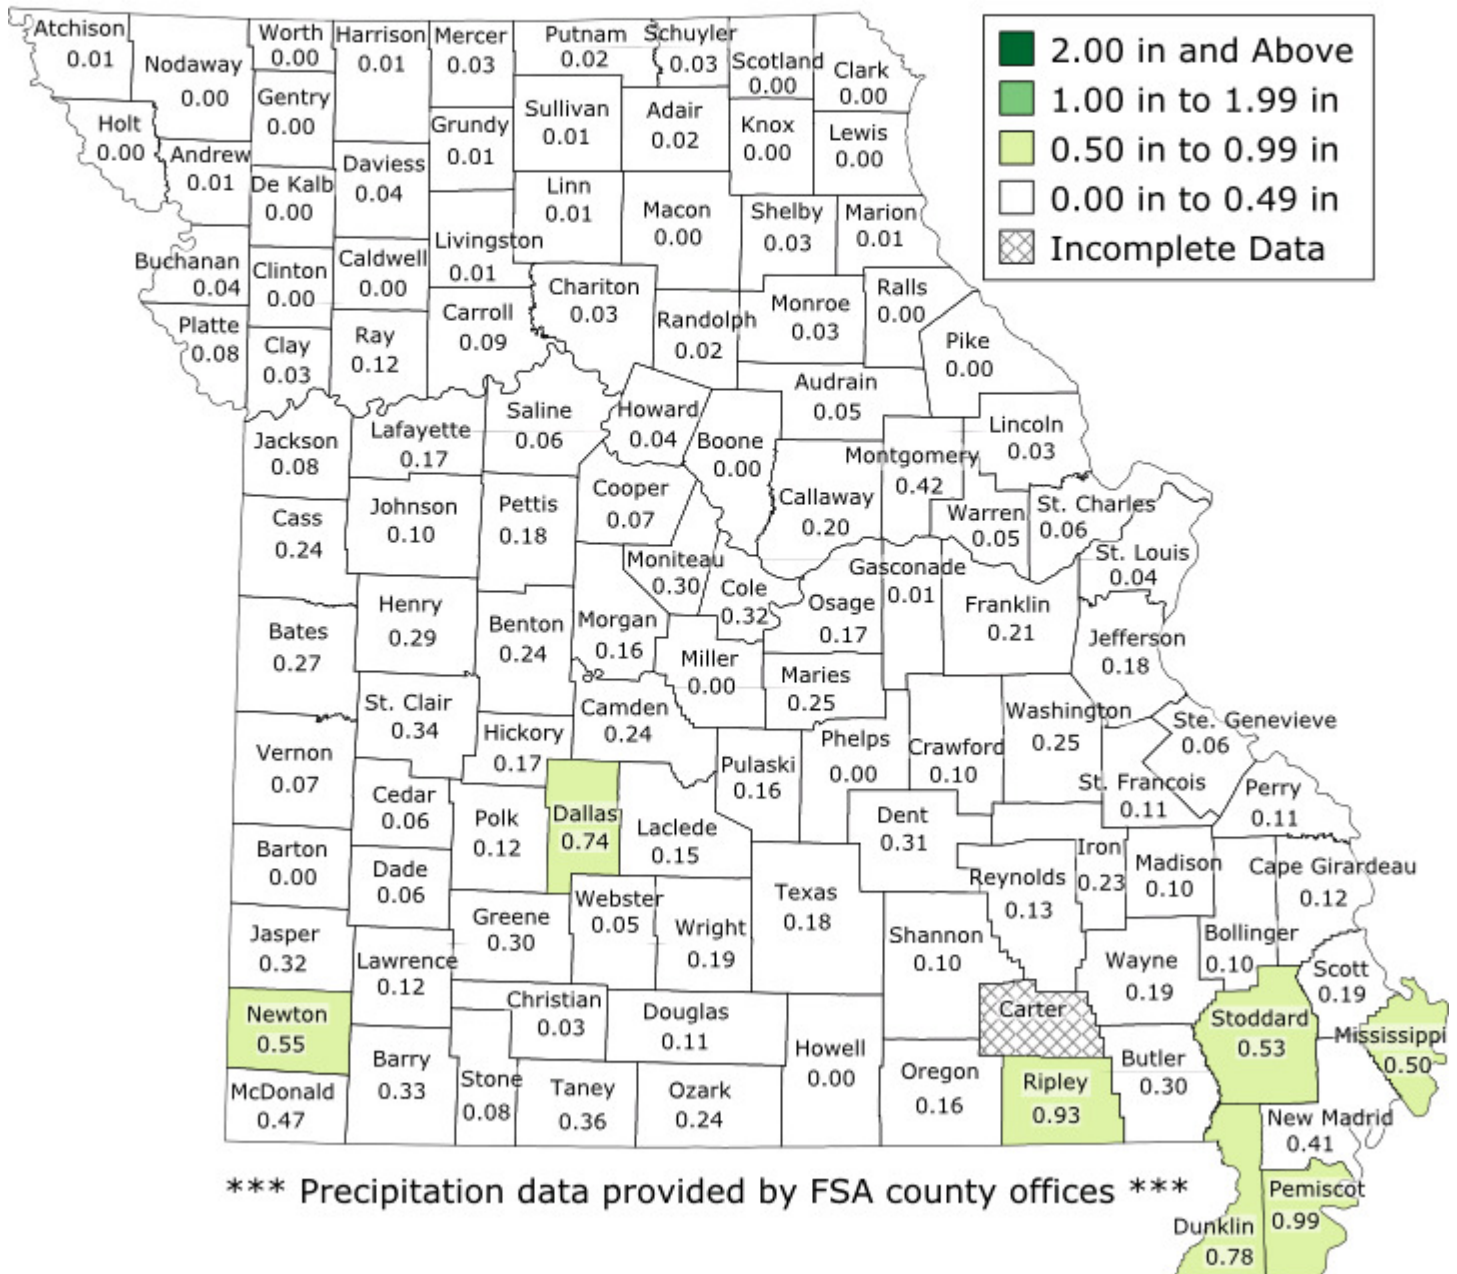 2.00 in and Above
1.00 in to 1.99 in
0.50 in to 0.99 in
0.00 in to 0.49 in
Incomplete Data
Atchison
0.01
Nodaway
0.00
Worth
0.00
Harrison
0.01
Mercer
0.03
Putnam
0.02
Schuyler
0.03
Scotland
0.00
Clark
0.00
Holt
0.00
Andrew
0.01
Gentry
0.00
De Kalb
0.00
Daviess
0.04
Grundy
0.01
Sullivan
0.01
Adair
0.02
Knox
0.00
Lewis
0.00
Linn
0.01
Macon
0.00
Shelby
0.03
Marion
0.01
Buchanan
0.04
Clinton
0.00
Caldwell
0.00
Livingston
0.01
Chariton
0.03
Randolph
0.02
Monroe
0.03
Ralls
0.00
Platte
0.08
Clay
0.03
Ray
0.12
Carroll
0.09
Pike
0.00
Audrain
0.05
Jackson
0.08
Lafayette
0.17
Saline
0.06
Howard
0.04
Boone
0.00
Montgomery
0.42
Lincoln
0.03
Cass
0.24
Johnson
0.10
Pettis
0.18
Cooper
0.07
Callaway
0.20
Warren
0.05
St. Charles
0.06
St. Louis
0.04
Moniteau
0.30
Cole
0.32
Osage
0.17
Gasconade
0.01
Franklin
0.21
Jefferson
0.18
Bates
0.27
Henry
0.29
Benton
0.24
Morgan
0.16
Miller
0.00
Maries
0.25
St. Clair
0.34
Hickory
0.17
Camden
0.24
Pulaski
0.16
Phelps
0.00
Crawford
0.10
Washington
0.25
Ste. Genevieve
0.06
St. Francois
0.11
Perry
0.11
Vernon
0.07
Cedar
0.06
Polk
0.12
Dallas
0.74
Laclede
0.15
Dent
0.31
Iron
0.23
Madison
0.10
Cape Girardeau
0.12
Barton
0.00
Dade
0.06
Greene
0.30
Webster
0.05
Wright
0.19
Texas
0.18
Reynolds
0.13
Shannon
0.10
Wayne
0.19
Bollinger
0.10
Scott
0.19
Jasper
0.32
Lawrence
0.12
Christian
0.03
Douglas
0.11
Howell
0.00
Carter
Stoddard
0.53
Mississippi
0.50
Newton
0.55
McDonald
0.47
Barry
0.33
Stone
0.08
Taney
0.36
Ozark
0.24
Oregon
0.16
Ripley
0.93
Butler
0.30
New Madrid
0.41
Pemiscot
0.99
Dunklin
0.78
*** Precipitation data provided by FSA county offices ***